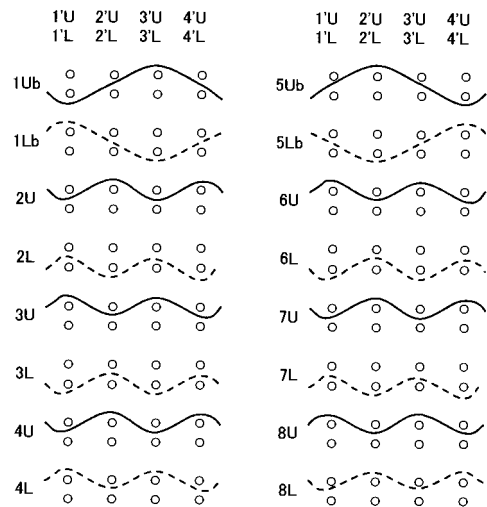 1'U 2'U 3'U 4'U 1'U 2'U 3'U 4'U
1'L 2'L 3'L 4'L 1'L 2'L 3'L 4'L
1Ub 5Ub
1Lb 5Lb
2U 6U
2L 6L
3U 7U
3L 7L
4U 8U
4L 8L